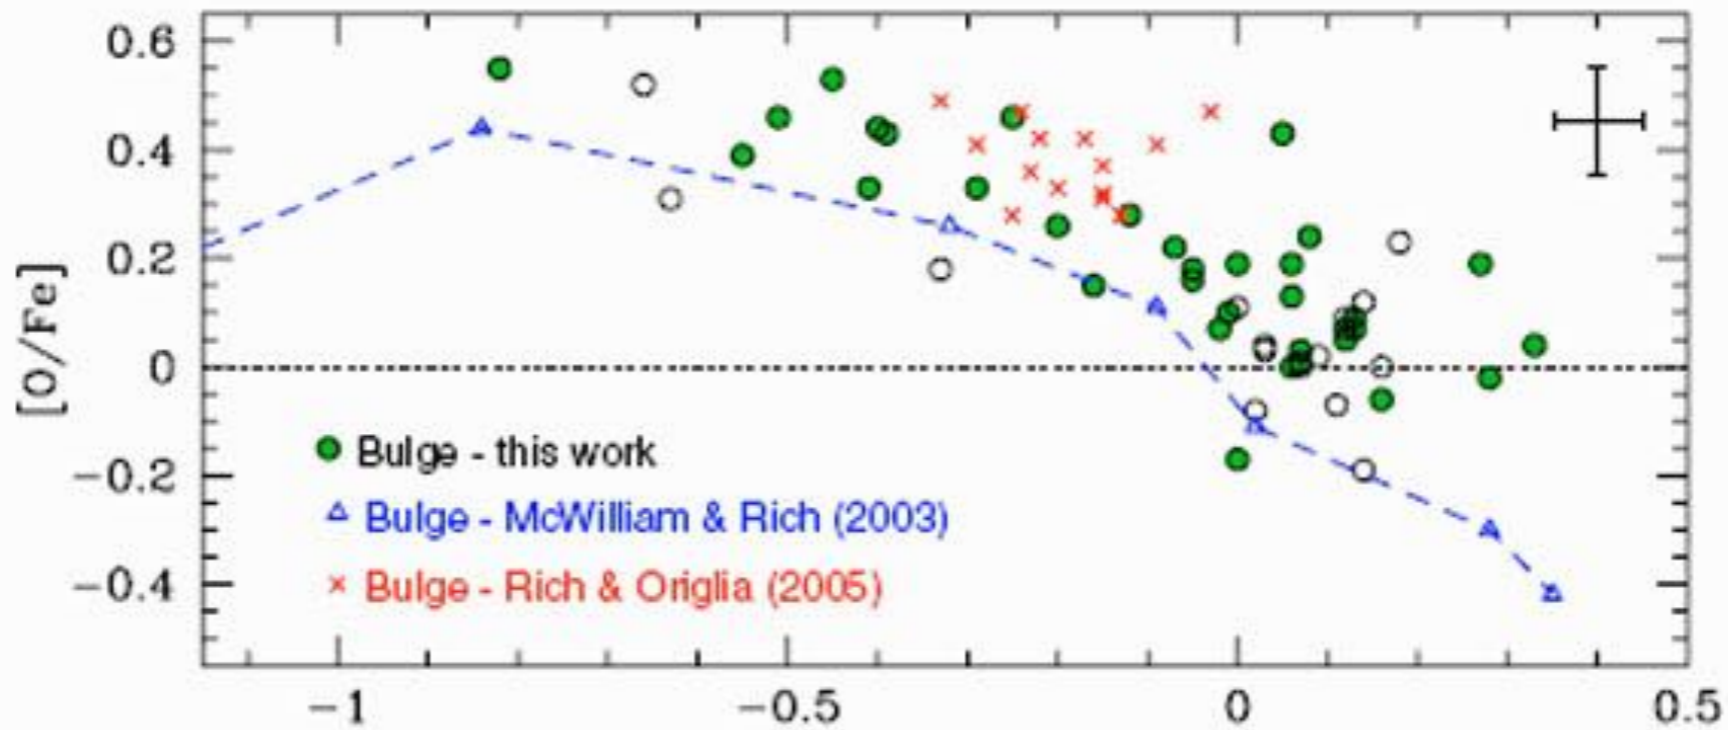 0.6
0.4
0.2
0
−0.2
−0.4
[O/Fe]
Bulge - this work
Bulge - McWilliam & Rich (2003)
Bulge - Rich & Origlia (2005)
−1
−0.5
0
0.5